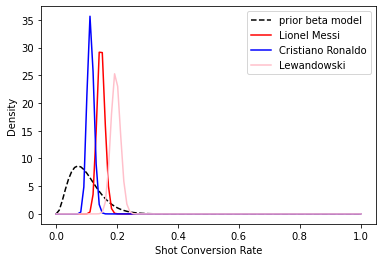 prior beta model
Lionel Messi
Cristiano Ronaldo
Lewandowski
35
30
25
20
15
10
5
0
Density
0.0 0.2 0.4 0.6 0.8 1.0
Shot Conversion Rate